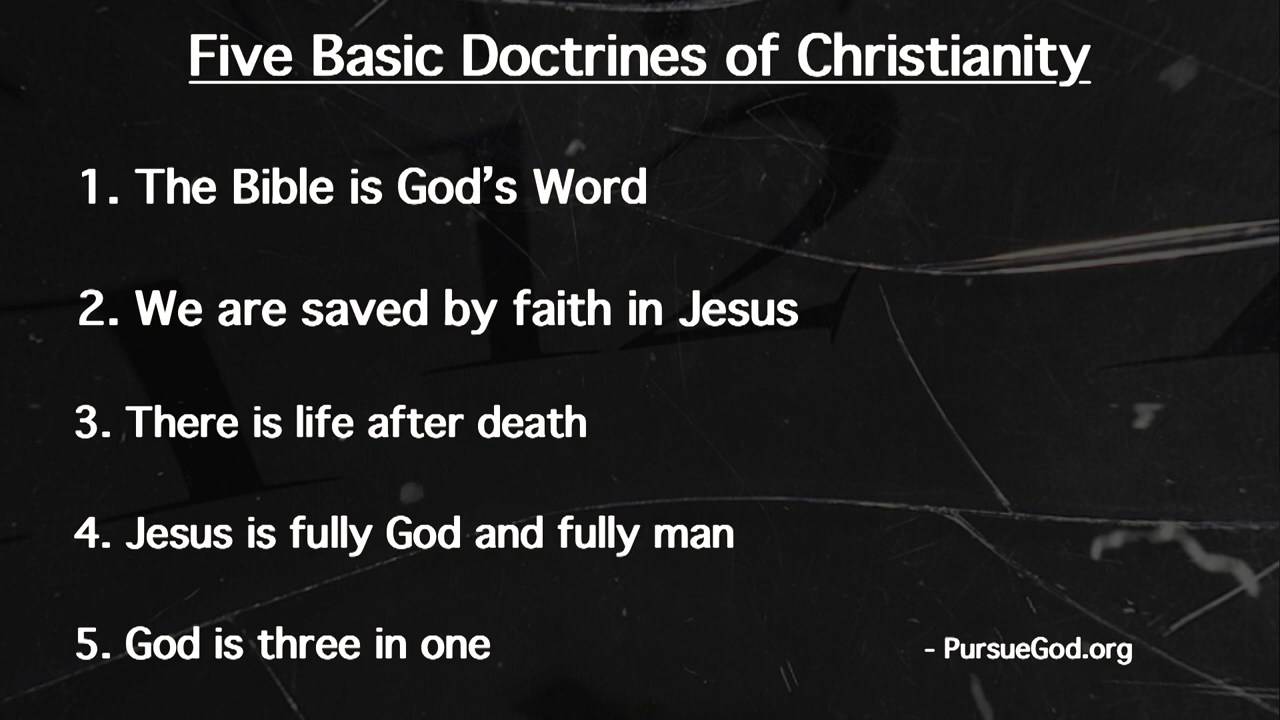 Five Basic Doctrines of Christianity
1. The Bible is God’s Word
2. We are saved by faith in Jesus
3. There is life after death
4. Jesus is fully God and fully man
5. God is three in one
- PursueGod.org